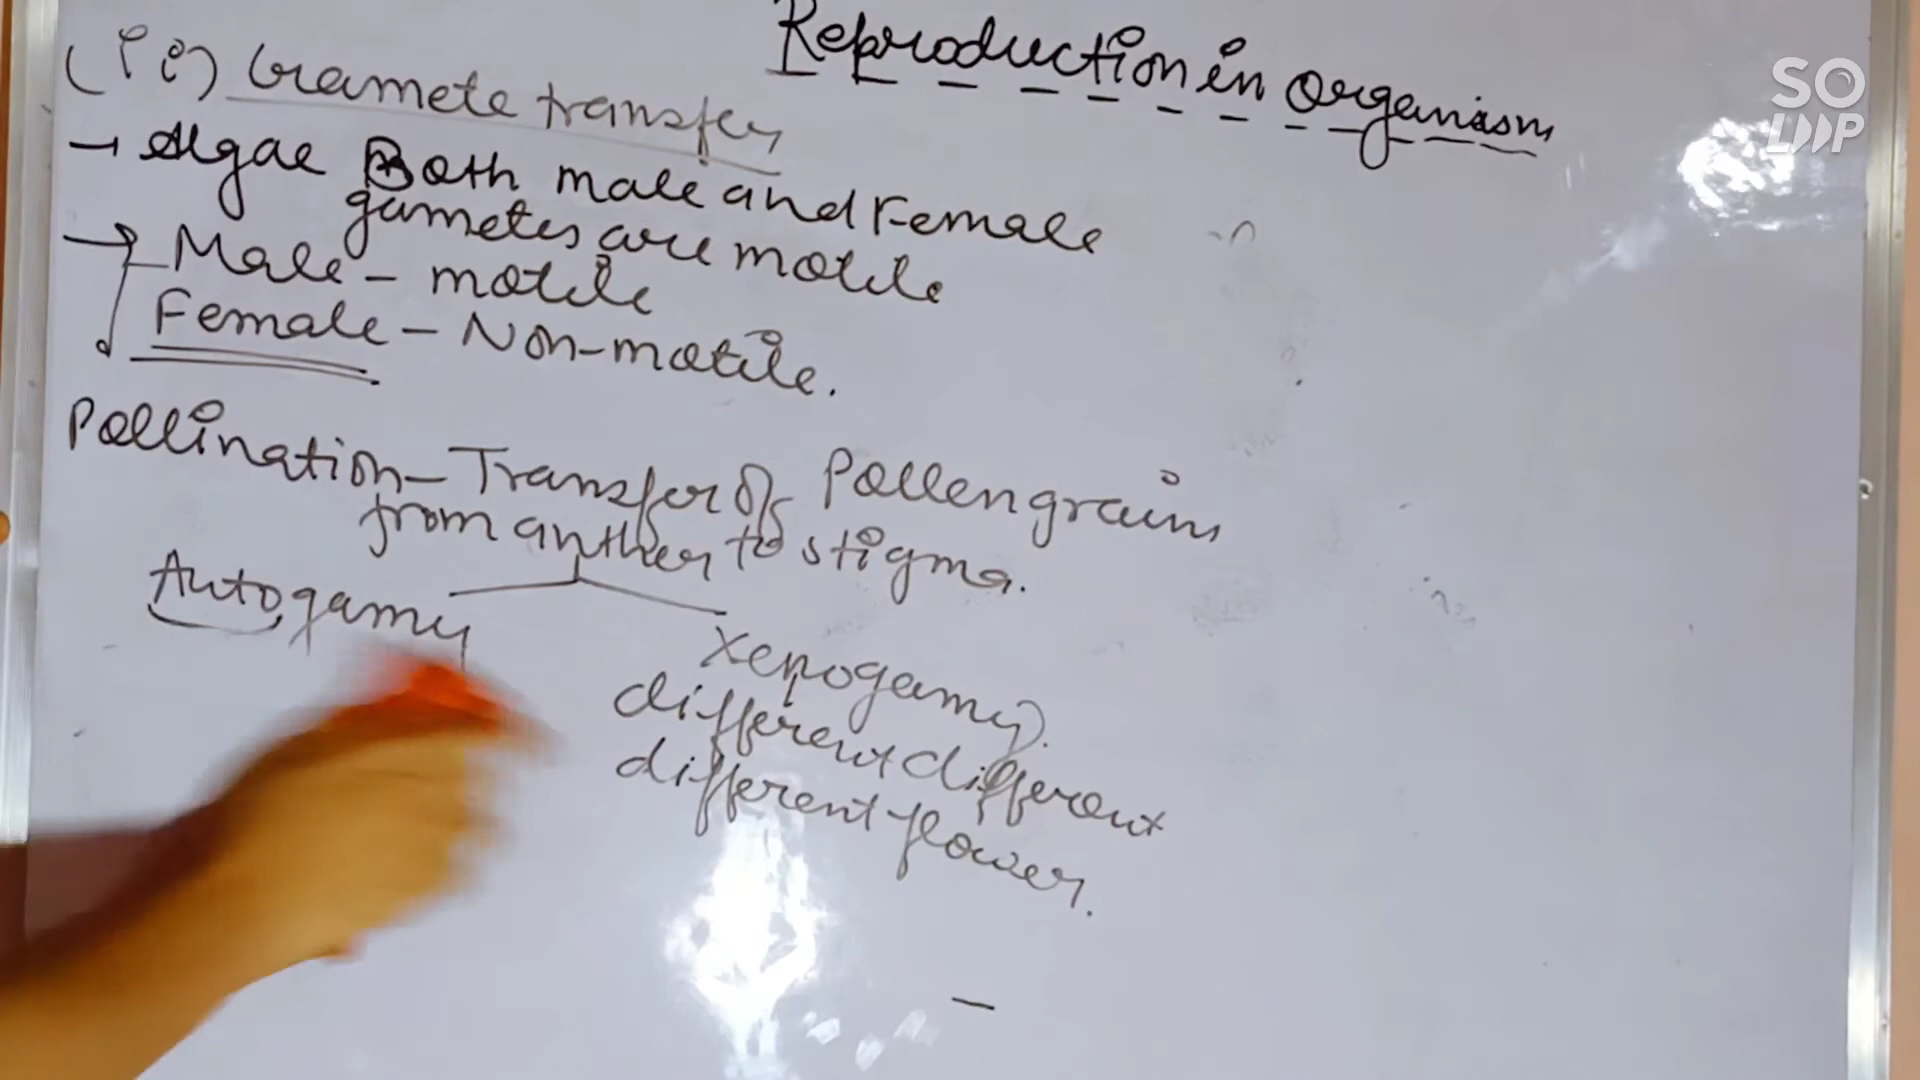 Reproduction in organism
(ii) Gamete transfer
→ Algae Both male and Female
gametes are motile
→ Male - motile
Female - Non-motile.
Pollination - Transfer of Pollengrains
from anther to stigma.
Autogamy
Xenogamy.
different different
different flower.
SO
LOOP